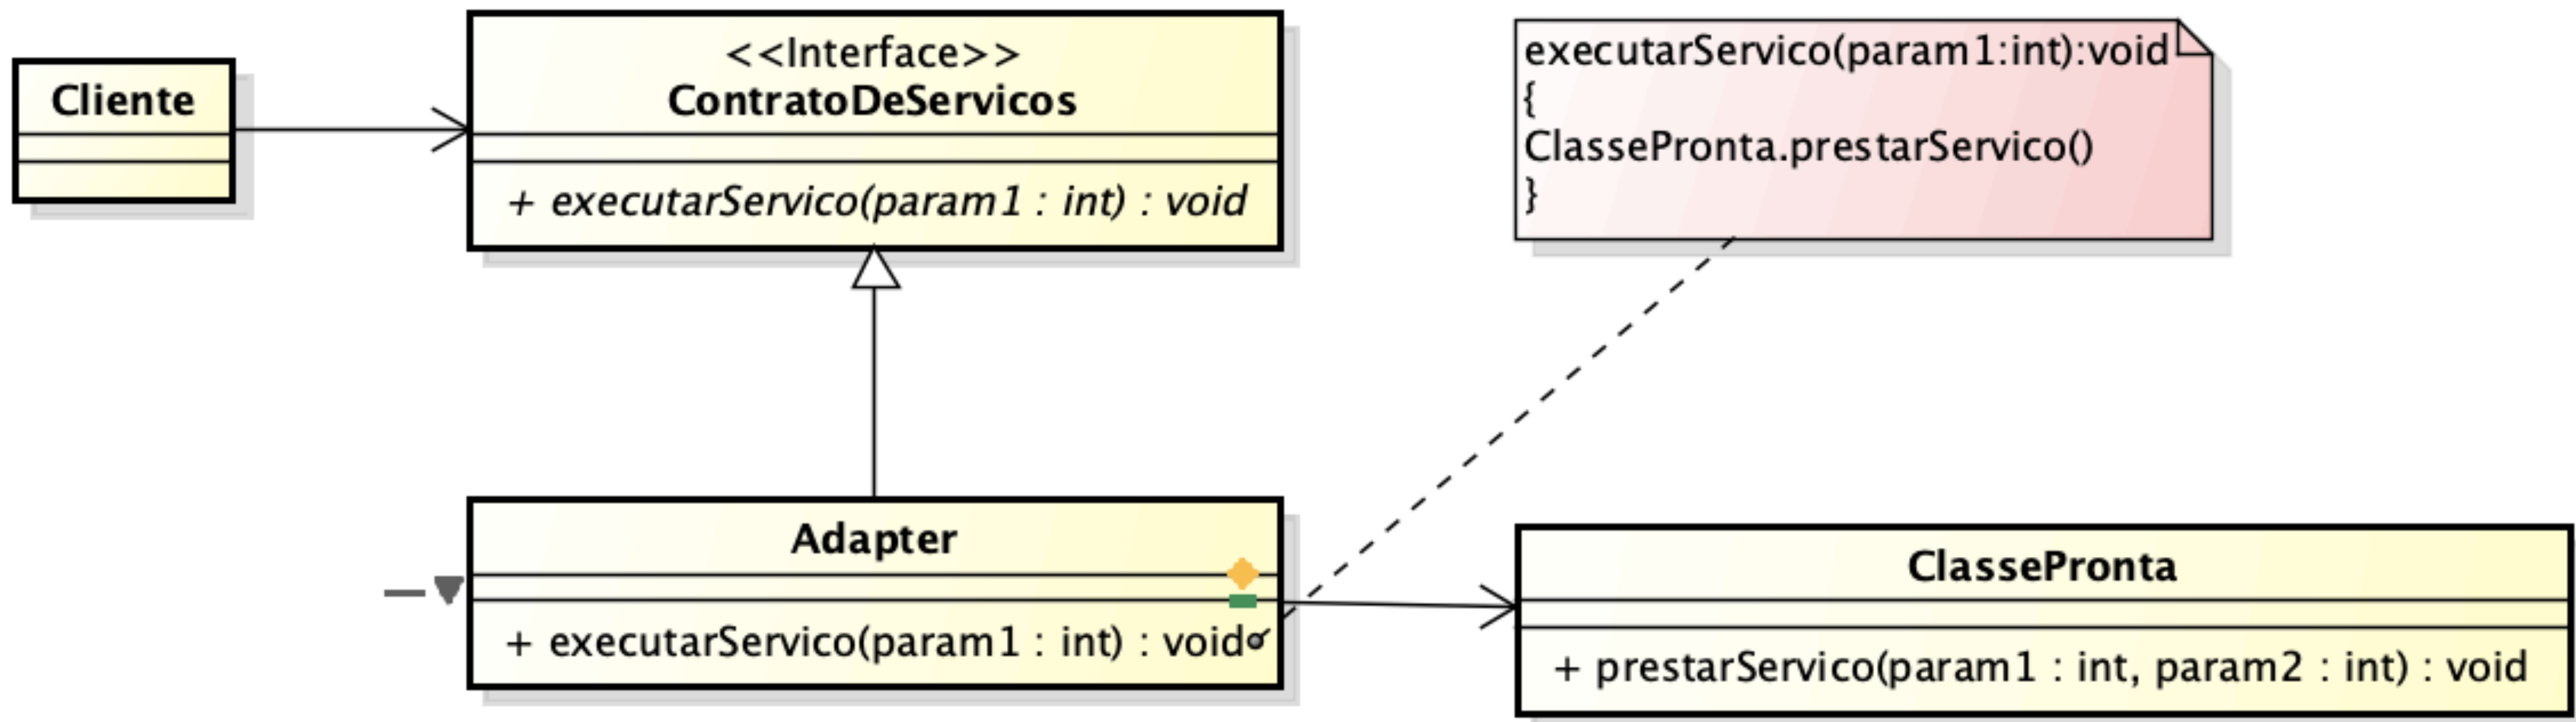 Cliente
<<Interface>>
ContratoDeServicos
+ executarServico(param1 : int) : void
executarServico(param1:int):void
{
ClassePronta.prestarServico()
}
Adapter
+ executarServico(param1 : int) : void
ClassePronta
+ prestarServico(param1 : int, param2 : int) : void